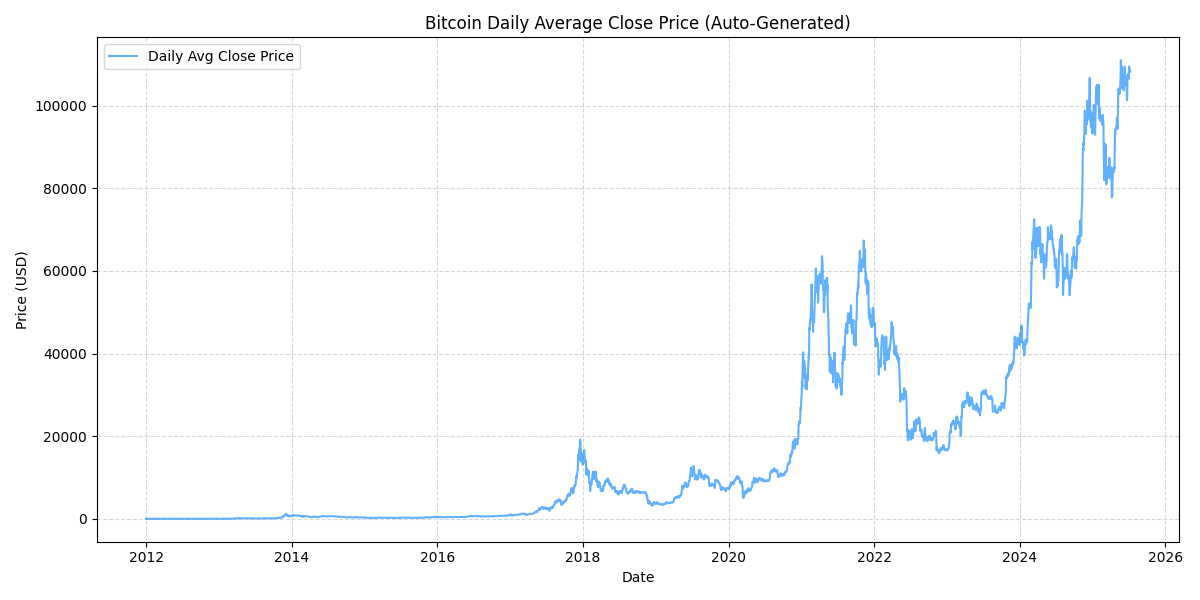 Bitcoin Daily Average Close Price (Auto-Generated)
Daily Avg Close Price
Price (USD)
100000
80000
60000
40000
20000
0
2012 2014 2016 2018 2020 2022 2024 2026
Date